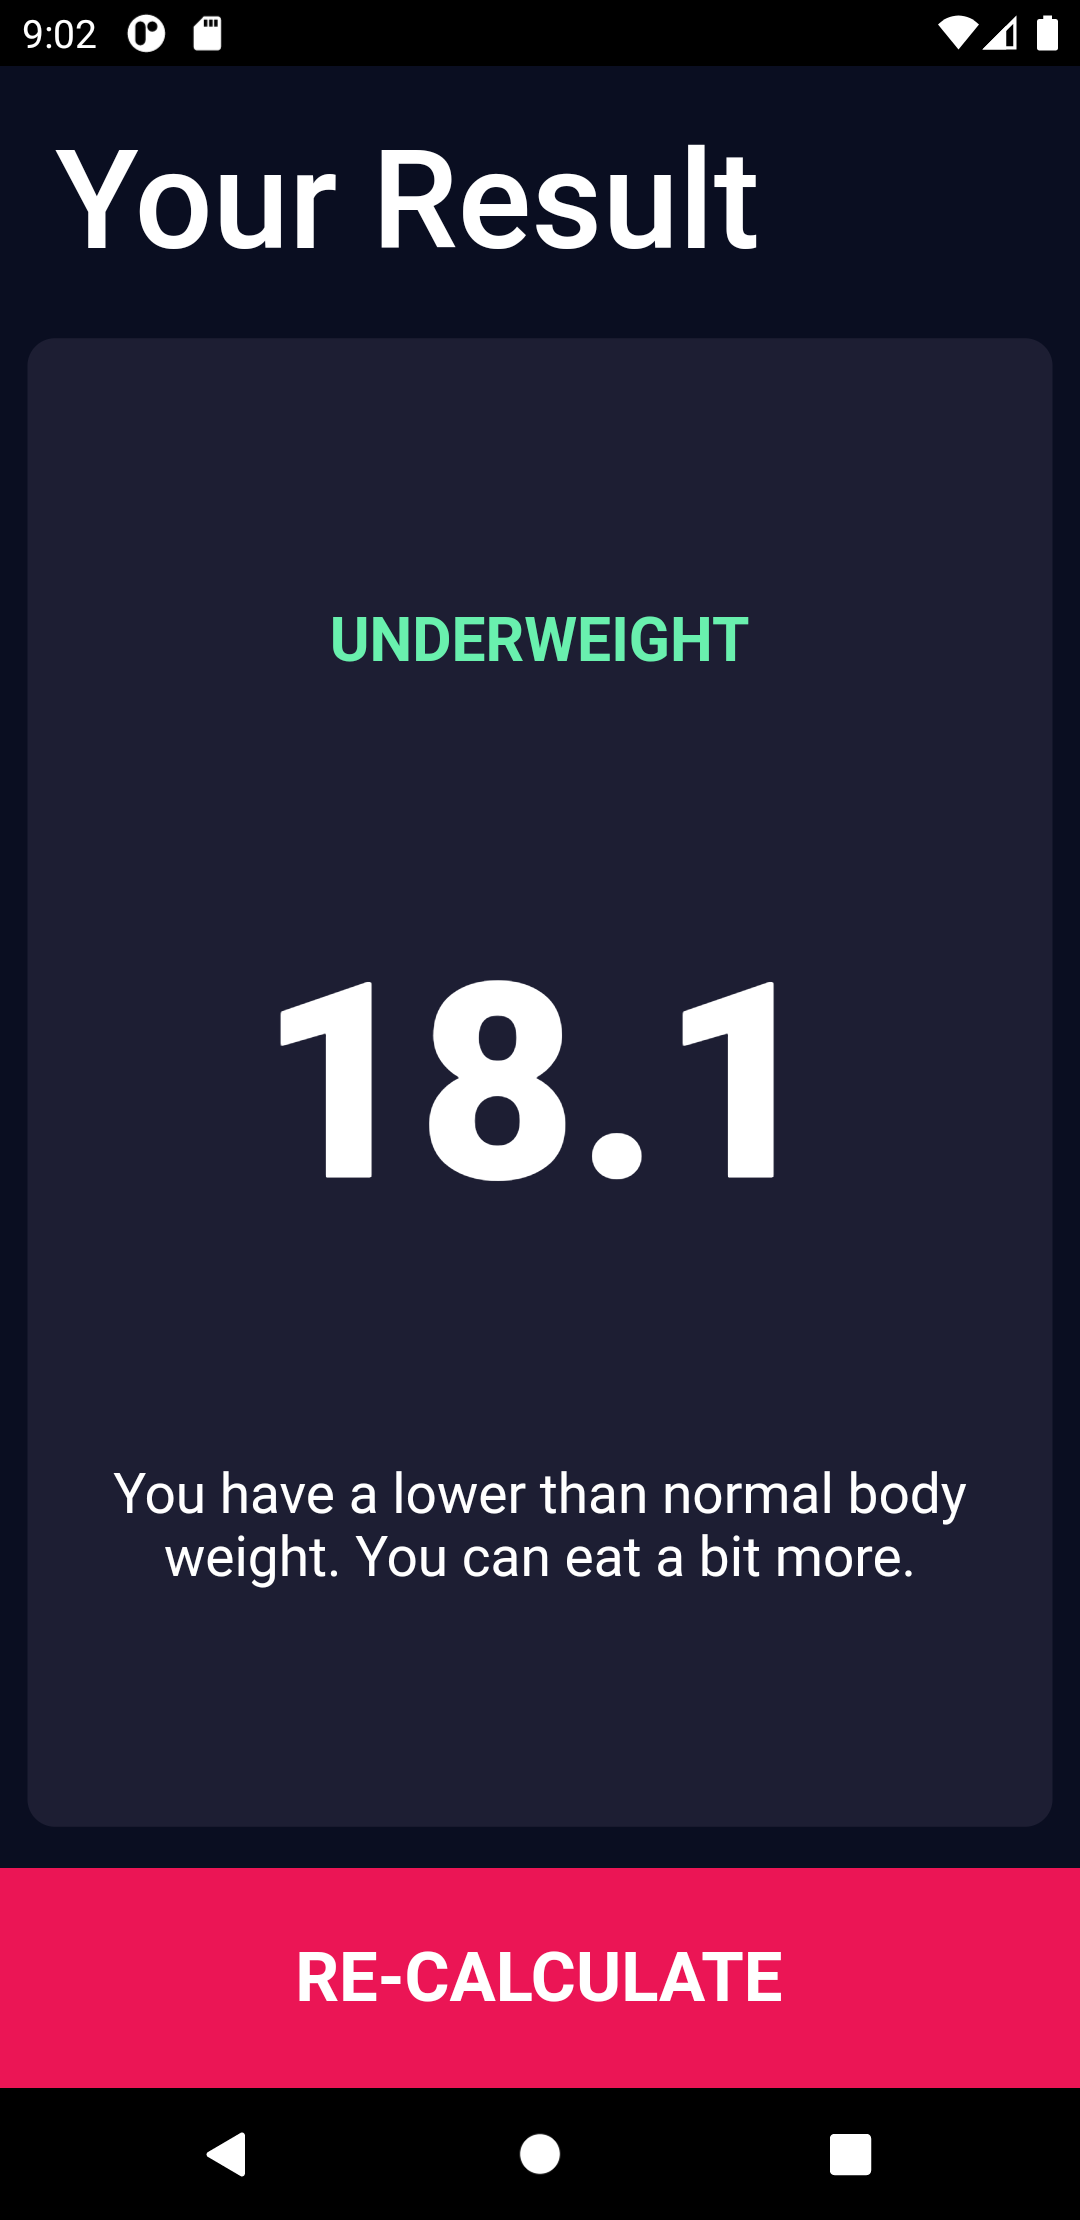 9:02
Your Result
UNDERWEIGHT
18.1
You have a lower than normal body
weight. You can eat a bit more.
RE-CALCULATE